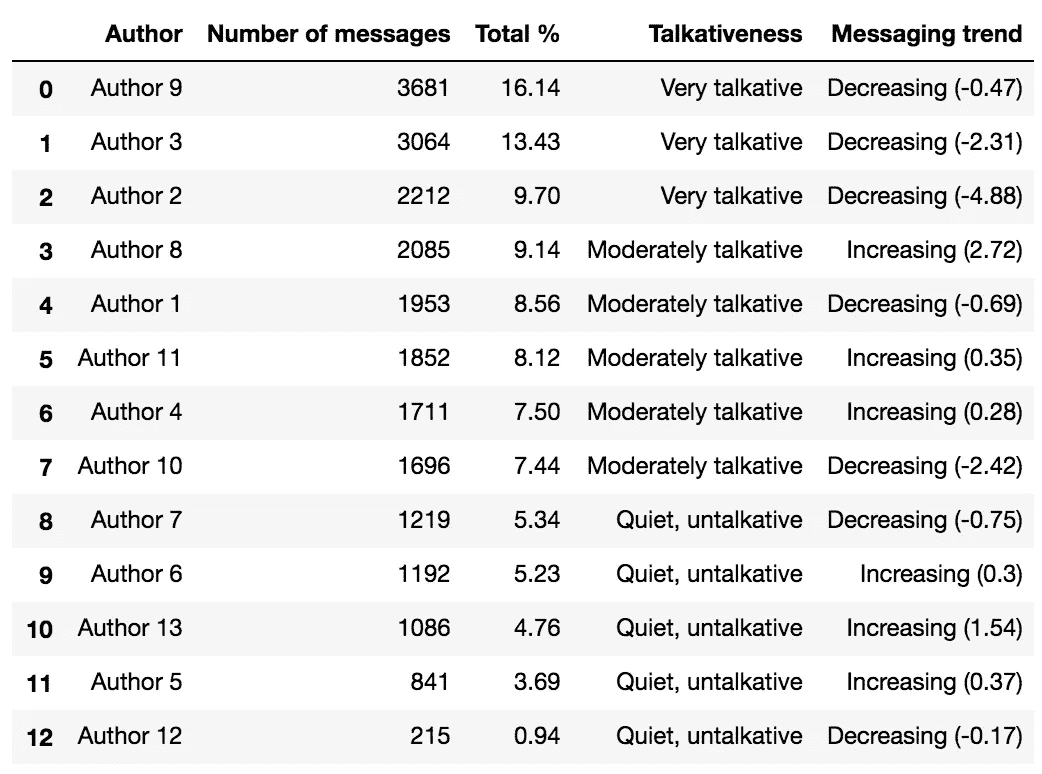 Author Number of messages Total % Talkativeness Messaging trend
0 Author 9 3681 16.14 Very talkative Decreasing (-0.47)
1 Author 3 3064 13.43 Very talkative Decreasing (-2.31)
2 Author 2 2212 9.70 Very talkative Decreasing (-4.88)
3 Author 8 2085 9.14 Moderately talkative Increasing (2.72)
4 Author 1 1953 8.56 Moderately talkative Decreasing (-0.69)
5 Author 11 1852 8.12 Moderately talkative Increasing (0.35)
6 Author 4 1711 7.50 Moderately talkative Increasing (0.28)
7 Author 10 1696 7.44 Moderately talkative Decreasing (-2.42)
8 Author 7 1219 5.34 Quiet, untalkative Decreasing (-0.75)
9 Author 6 1192 5.23 Quiet, untalkative Increasing (0.3)
10 Author 13 1086 4.76 Quiet, untalkative Increasing (1.54)
11 Author 5 841 3.69 Quiet, untalkative Increasing (0.37)
12 Author 12 215 0.94 Quiet, untalkative Decreasing (-0.17)